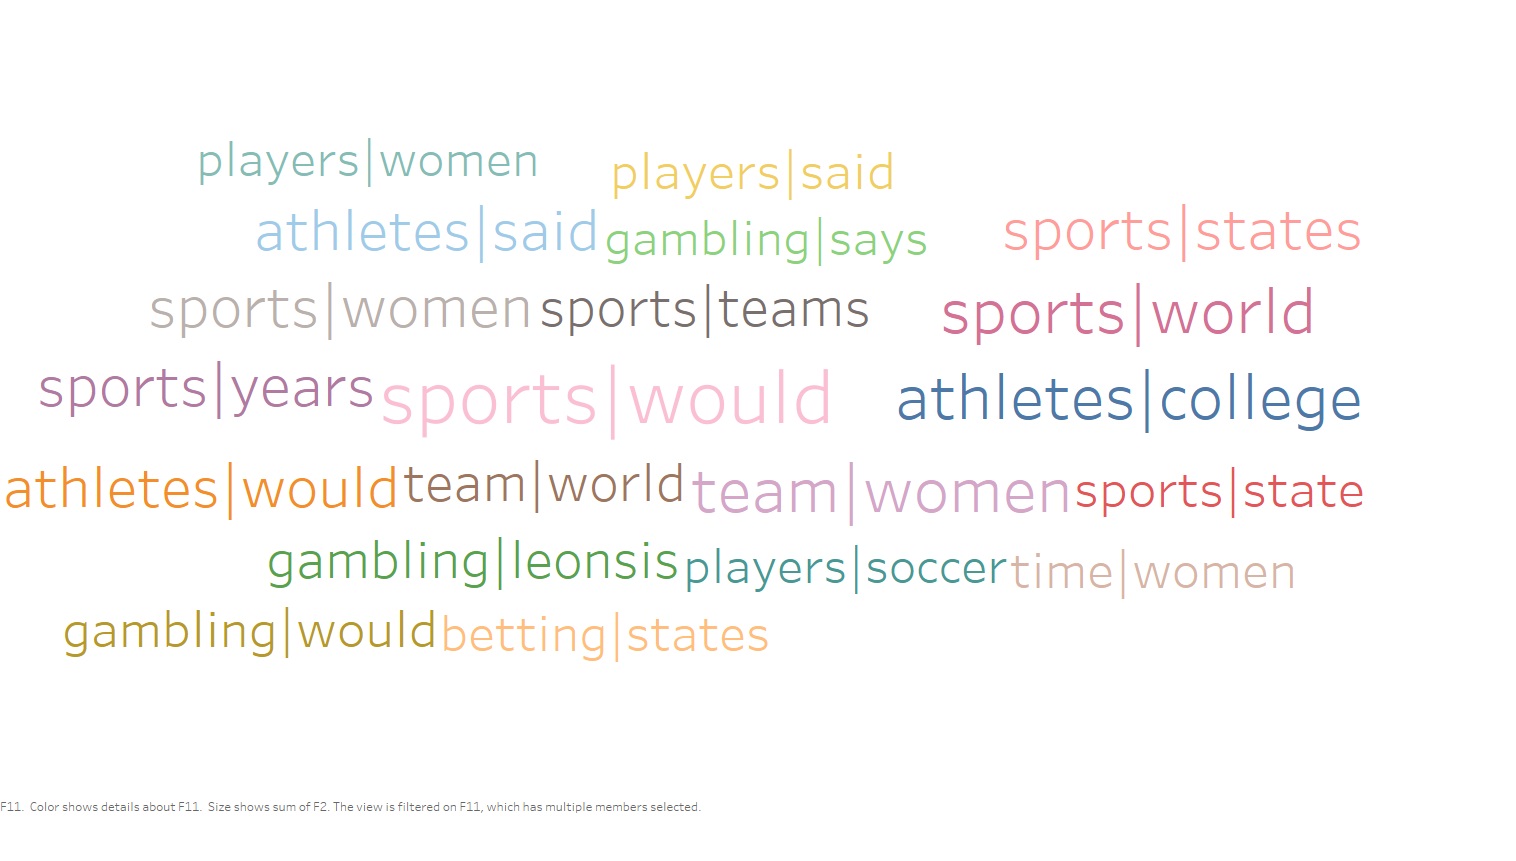 players|women players|said
athletes|said gambling|says sports|states
sports|women sports|teams sports|world
sports|years sports|would athletes|college
athletes|would team|world team|women sports|state
gambling|leonsis players|soccer time|women
gambling|would betting|states
F11. Color shows details about F11. Size shows sum of F2. The view is filtered on F11, which has multiple members selected.